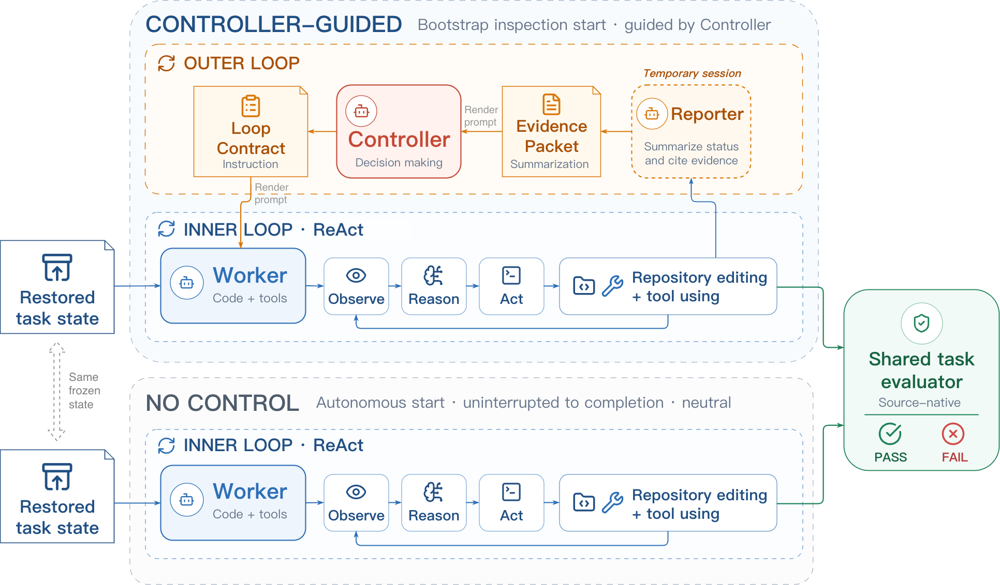 CONTROLLER–GUIDED
Bootstrap inspection start · guided by Controller
OUTER LOOP
Loop
Contract
Instruction
Controller
Decision making
Render
prompt
Evidence
Packet
Summarization
Temporary session
Reporter
Summarize status
and cite evidence
Render
prompt
INNER LOOP · ReAct
Restored
task state
Worker
Code + tools
Observe
Reason
Act
Repository editing
+ tool using
Same
frozen
state
NO CONTROL
Autonomous start · uninterrupted to completion · neutral
INNER LOOP · ReAct
Restored
task state
Worker
Code + tools
Observe
Reason
Act
Repository editing
+ tool using
Shared task
evaluator
Source–native
PASS
FAIL